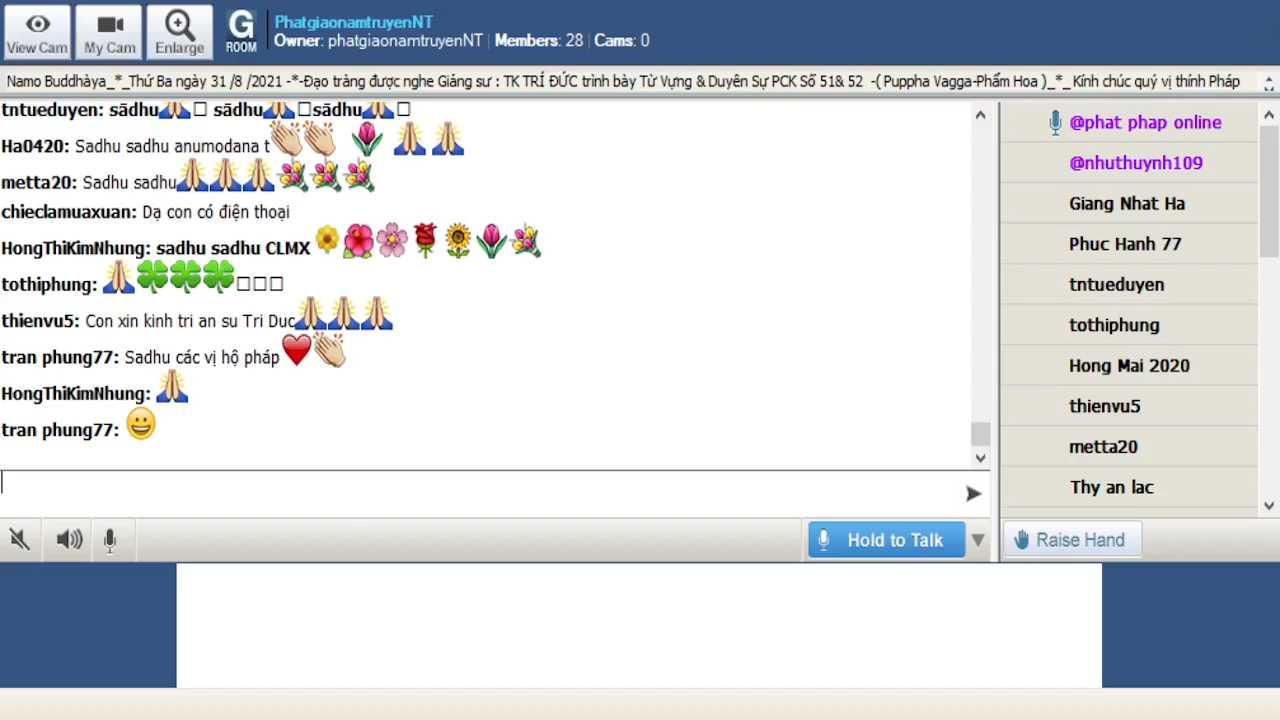 View Cam
My Cam
Enlarge
G
ROOM
PhatgiaonamtruyenNT
Owner: phatgiaonamtruyenNT | Members: 28 | Cams: 0
Namo Buddhàya_*_Thứ Ba ngày 31 /8 /2021 -*-Đạo tràng được nghe Giảng sư : TK TRÍ ĐỨC trình bày Từ Vựng & Duyên Sự PCK Số 51& 52 -( Puppha Vagga-Phẩm Hoa )_*_ Kính chúc quý vị thính Pháp
tntueduyen: sādhu🙏□ sādhu🙏□sādhu🙏□
Ha0420: Sadhu sadhu anumodana t👏👏 🌷 🙏 🙏
metta20: Sadhu sadhu🙏🙏🙏💐💐💐
chieclamuaxuan: Dạ con có điện thoại
HongThiKimNhung: sadhu sadhu CLMX 🌼🌺🌸🌹🌻🌷💐
tothiphung: 🙏🍀🍀🍀□□□
thienvu5: Con xin kinh tri an su Tri Duc🙏🙏🙏
tran phung77: Sadhu các vị hộ pháp❤️👏
HongThiKimNhung: 🙏
tran phung77: 😀
@phat phap online
@nhuthuynh109
Giang Nhat Ha
Phuc Hanh 77
tntueduyen
tothiphung
Hong Mai 2020
thienvu5
metta20
Thy an lac
Hold to Talk
Raise Hand